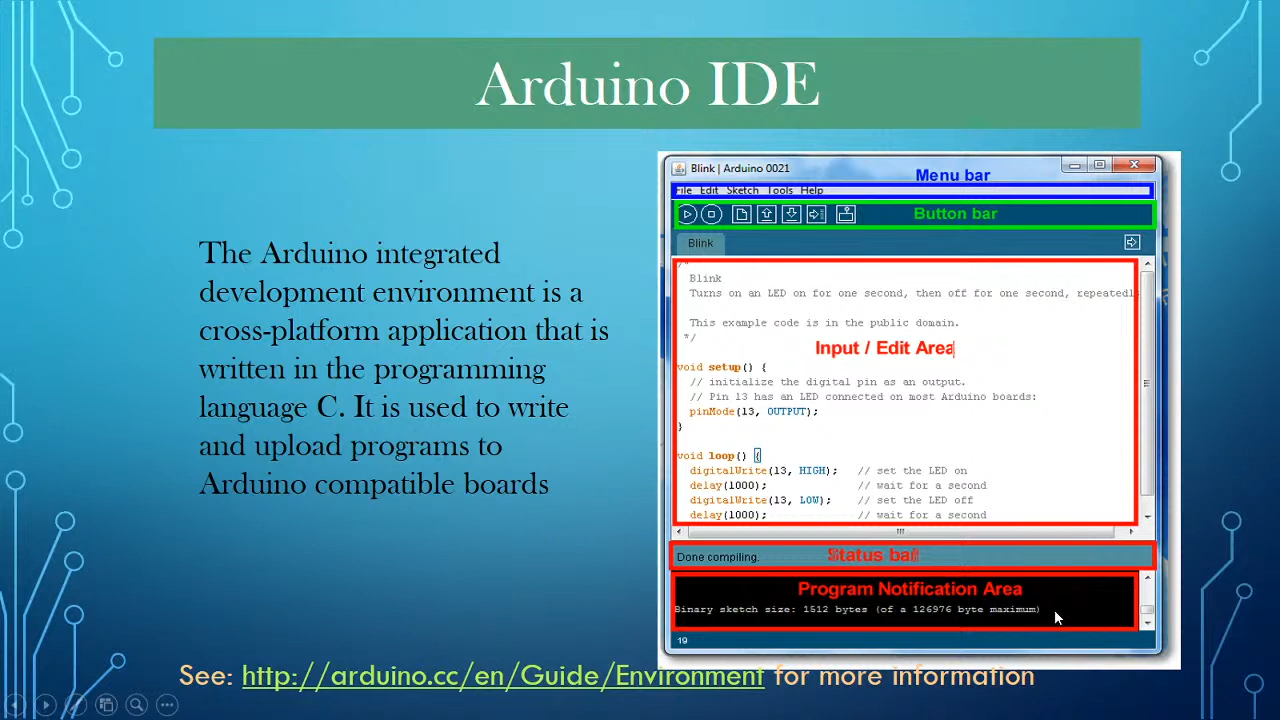 Arduino IDE
The Arduino integrated
development environment is a
cross-platform application that is
written in the programming
language C. It is used to write
and upload programs to
Arduino compatible boards
Blink | Arduino 0021
Menu bar
File Edit Sketch Tools Help
Button bar
Blink
/*
Blink
Turns on an LED on for one second, then off for one second, repeatedl
This example code is in the public domain.
*/
Input / Edit Area
void setup() {
// initialize the digital pin as an output.
// Pin 13 has an LED connected on most Arduino boards:
pinMode(13, OUTPUT);
}
void loop() {
digitalWrite(13, HIGH); // set the LED on
delay(1000); // wait for a second
digitalWrite(13, LOW); // set the LED off
delay(1000); // wait for a second
Done compiling.
Status bar
Program Notification Area
Binary sketch size: 1512 bytes (of a 126976 byte maximum)
19
See: http://arduino.cc/en/Guide/Environment for more information